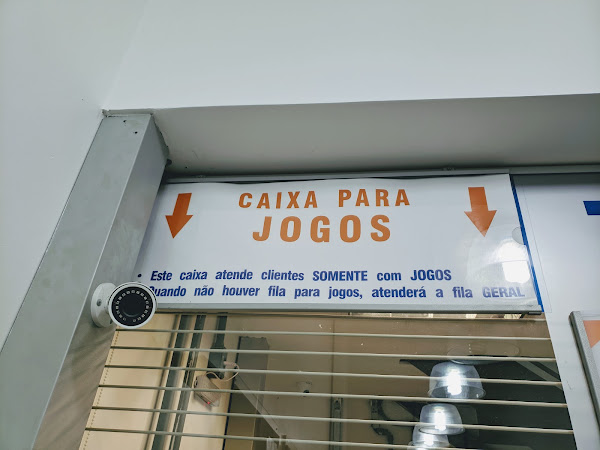 CAIXA PARA
JOGOS
• Este caixa atende clientes SOMENTE com JOGOS
Quando não houver fila para jogos, atenderá a fila GERAL